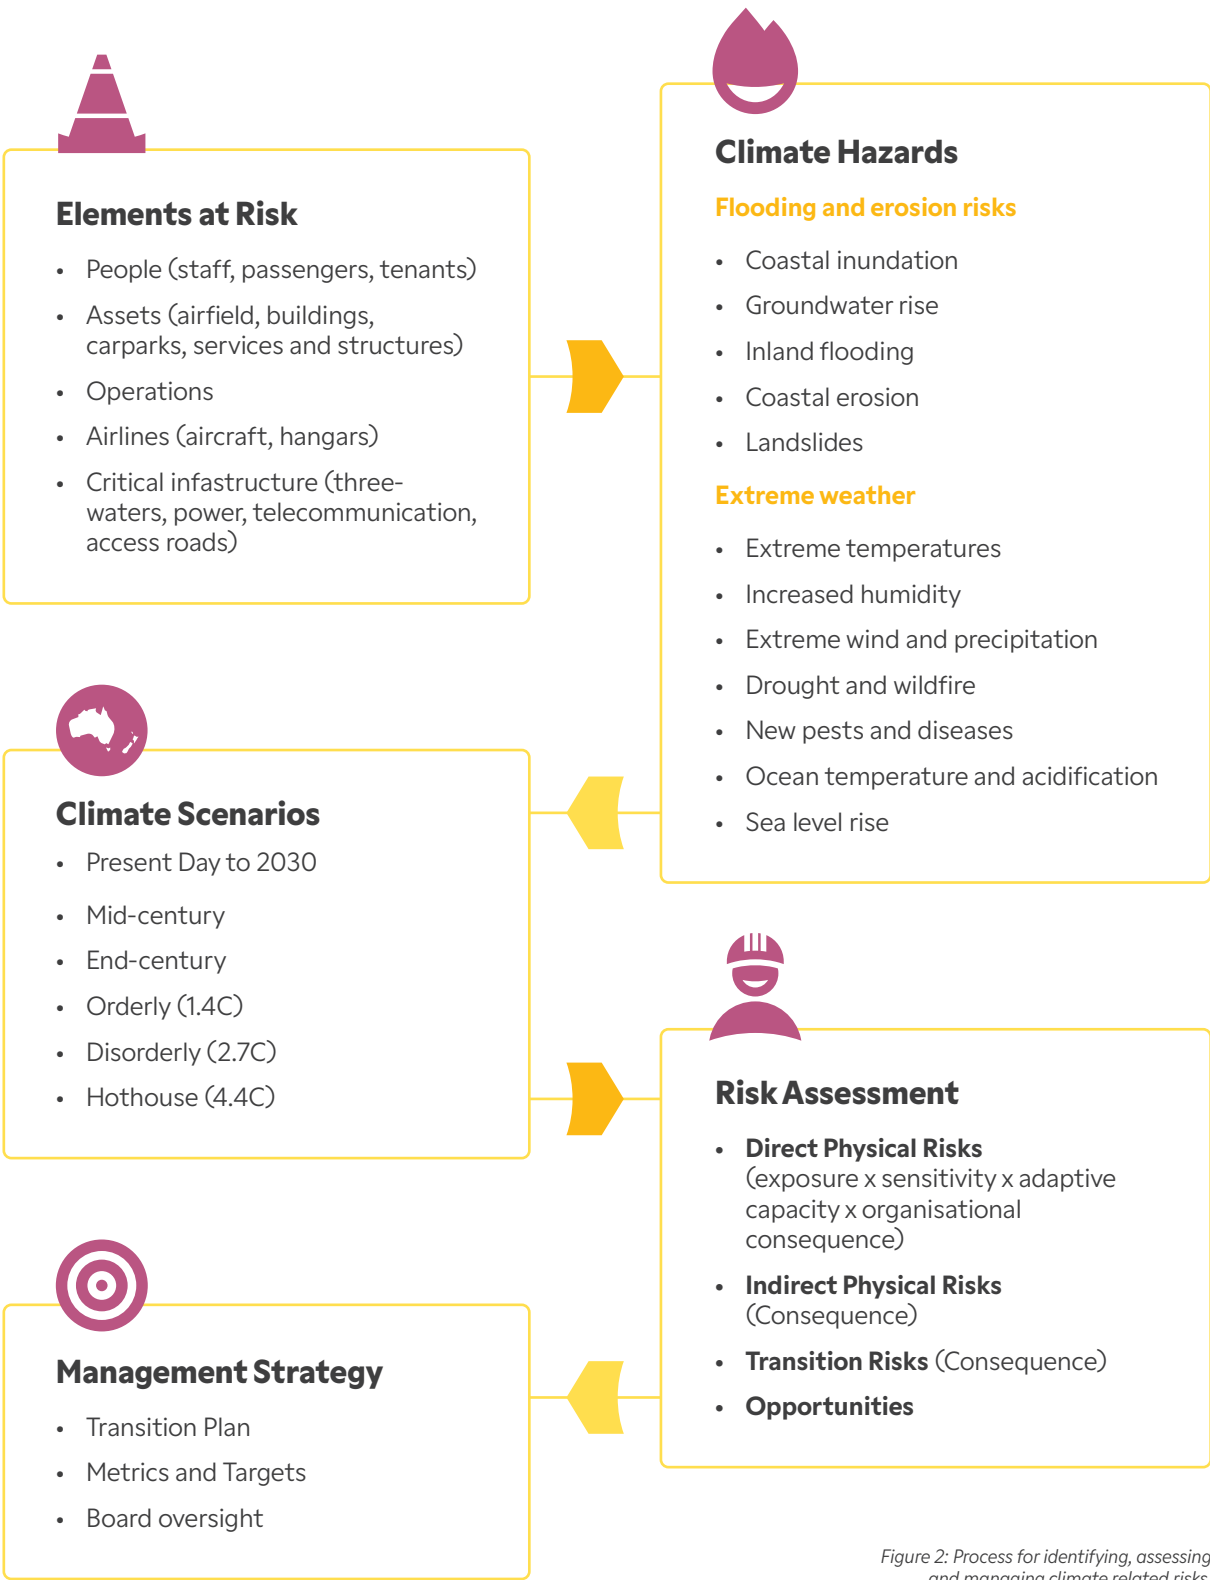 Elements at Risk
• People (staff, passengers, tenants)
• Assets (airfield, buildings,
carparks, services and structures)
• Operations
• Airlines (aircraft, hangars)
• Critical infastructure (three-
waters, power, telecommunication,
access roads)
Climate Hazards
Flooding and erosion risks
• Coastal inundation
• Groundwater rise
• Inland flooding
• Coastal erosion
• Landslides
Extreme weather
• Extreme temperatures
• Increased humidity
• Extreme wind and precipitation
• Drought and wildfire
• New pests and diseases
• Ocean temperature and acidification
• Sea level rise
Climate Scenarios
• Present Day to 2030
• Mid-century
• End-century
• Orderly (1.4C)
• Disorderly (2.7C)
• Hothouse (4.4C)
Risk Assessment
• Direct Physical Risks
(exposure x sensitivity x adaptive
capacity x organisational
consequence)
• Indirect Physical Risks
(Consequence)
• Transition Risks (Consequence)
• Opportunities
Management Strategy
• Transition Plan
• Metrics and Targets
• Board oversight
Figure 2: Process for identifying, assessing
and managing climate related risks